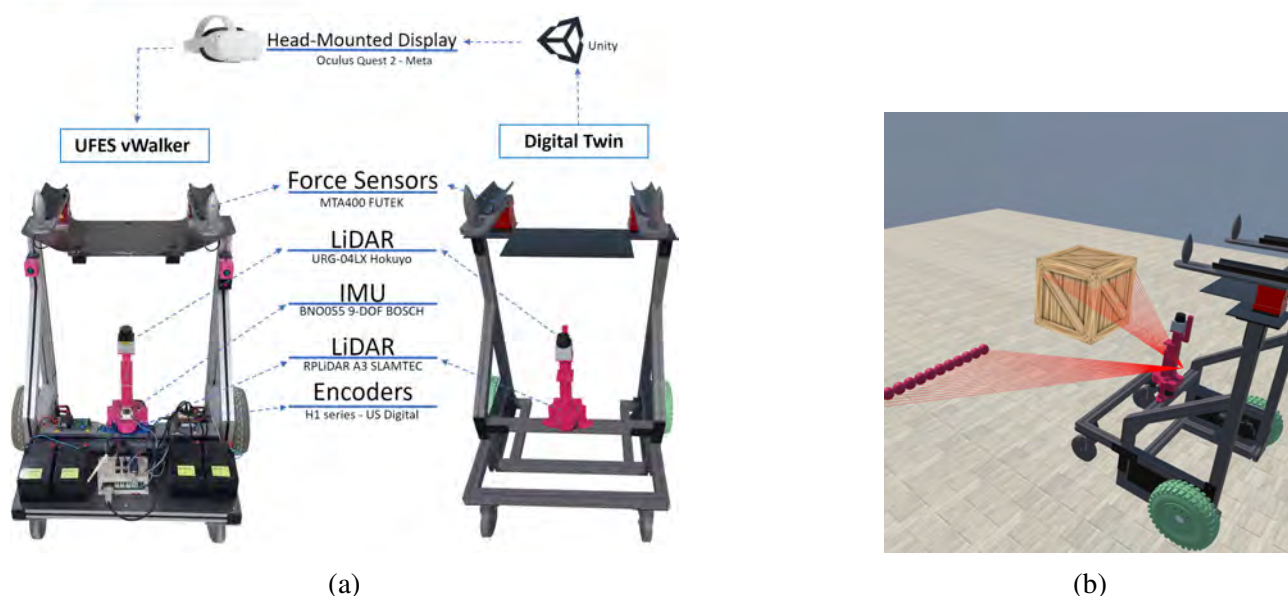 Head-Mounted Display
Oculus Quest 2 - Meta
Unity
UFES vWalker
Digital Twin
Force Sensors
MTA400 FUTEK
LiDAR
URG-04LX Hokuyo
IMU
BNO055 9-DOF BOSCH
LiDAR
RPLiDAR A3 SLAMTEC
Encoders
H1 series - US Digital
(a)
(b)